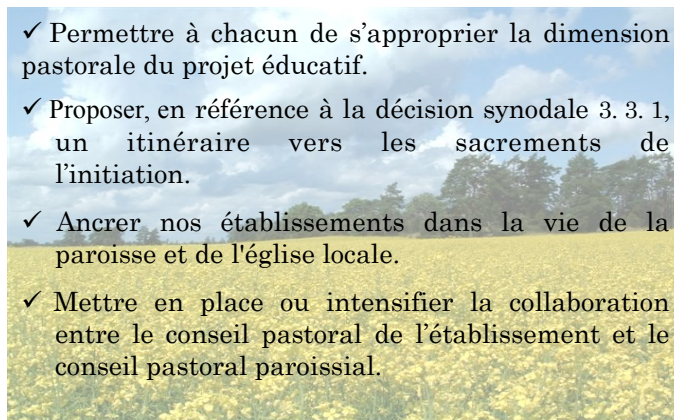 ✓ Permettre à chacun de s’approprier la dimension
pastorale du projet éducatif.
✓ Proposer, en référence à la décision synodale 3. 3. 1,
un itinéraire vers les sacrements de
l’initiation.
✓ Ancrer nos établissements dans la vie de la
paroisse et de l'église locale.
✓ Mettre en place ou intensifier la collaboration
entre le conseil pastoral de l’établissement et le
conseil pastoral paroissial.